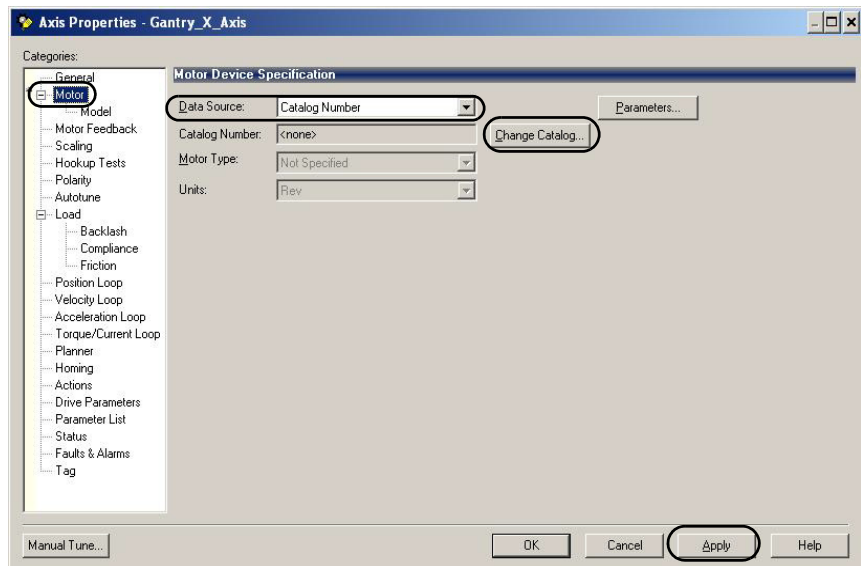 Axis Properties - Gantry_X_Axis
Categories:
General
Motor
Model
Motor Feedback
Scaling
Hookup Tests
Polarity
Autotune
Load
Backlash
Compliance
Friction
Position Loop
Velocity Loop
Acceleration Loop
Torque/Current Loop
Planner
Homing
Actions
Drive Parameters
Parameter List
Status
Faults & Alarms
Tag
Motor Device Specification
Data Source: Catalog Number Parameters...
Catalog Number: <none> Change Catalog...
Motor Type: Not Specified
Units: Rev
Manual Tune... OK Cancel Apply Help